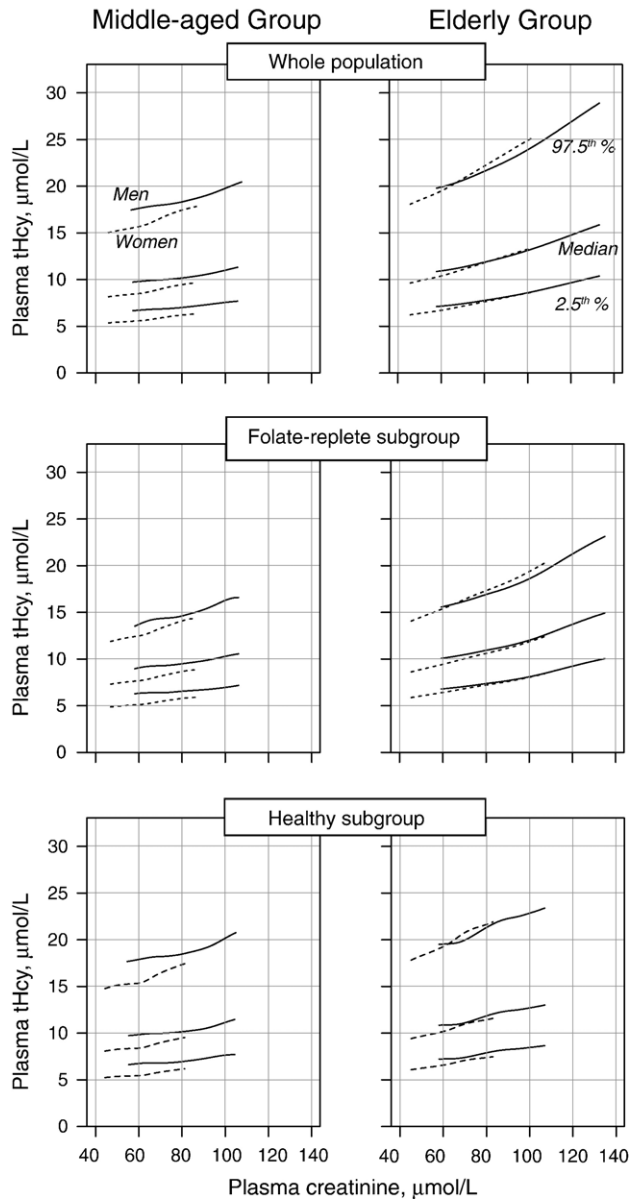 Middle-aged Group Elderly Group
Whole population
30
25
20
15
10
5
0
Plasma tHcy, μmol/L
Men
Women
97.5th %
Median
2.5th %
Folate-replete subgroup
30
25
20
15
10
5
0
Plasma tHcy, μmol/L
Healthy subgroup
30
25
20
15
10
5
0
Plasma tHcy, μmol/L
40 60 80 100 120 140 40 60 80 100 120 140
Plasma creatinine, μmol/L